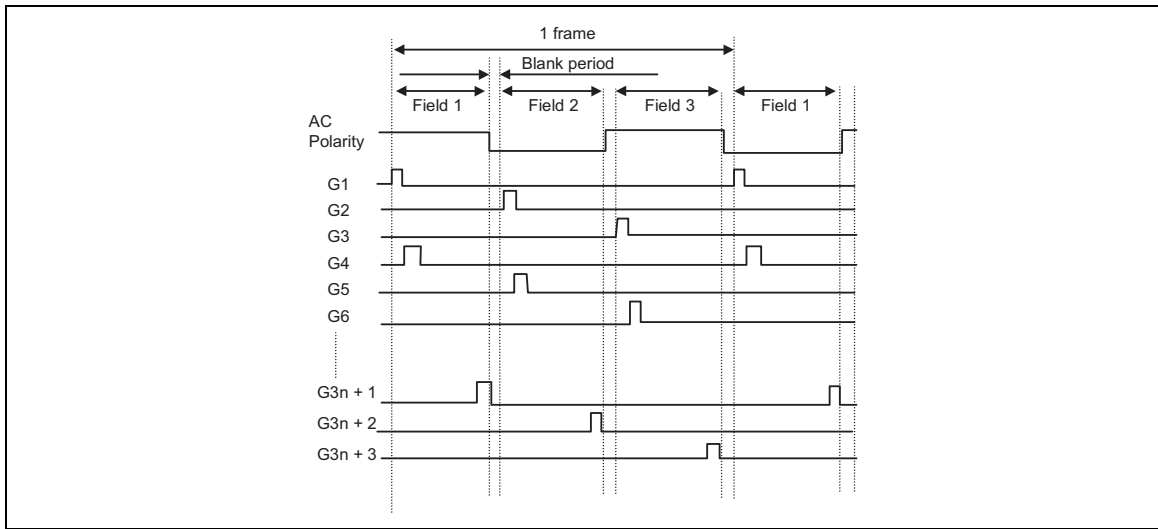 1 frame
Blank period
Field 1 Field 2 Field 3 Field 1
AC
Polarity
G1
G2
G3
G4
G5
G6
G3n + 1
G3n + 2
G3n + 3